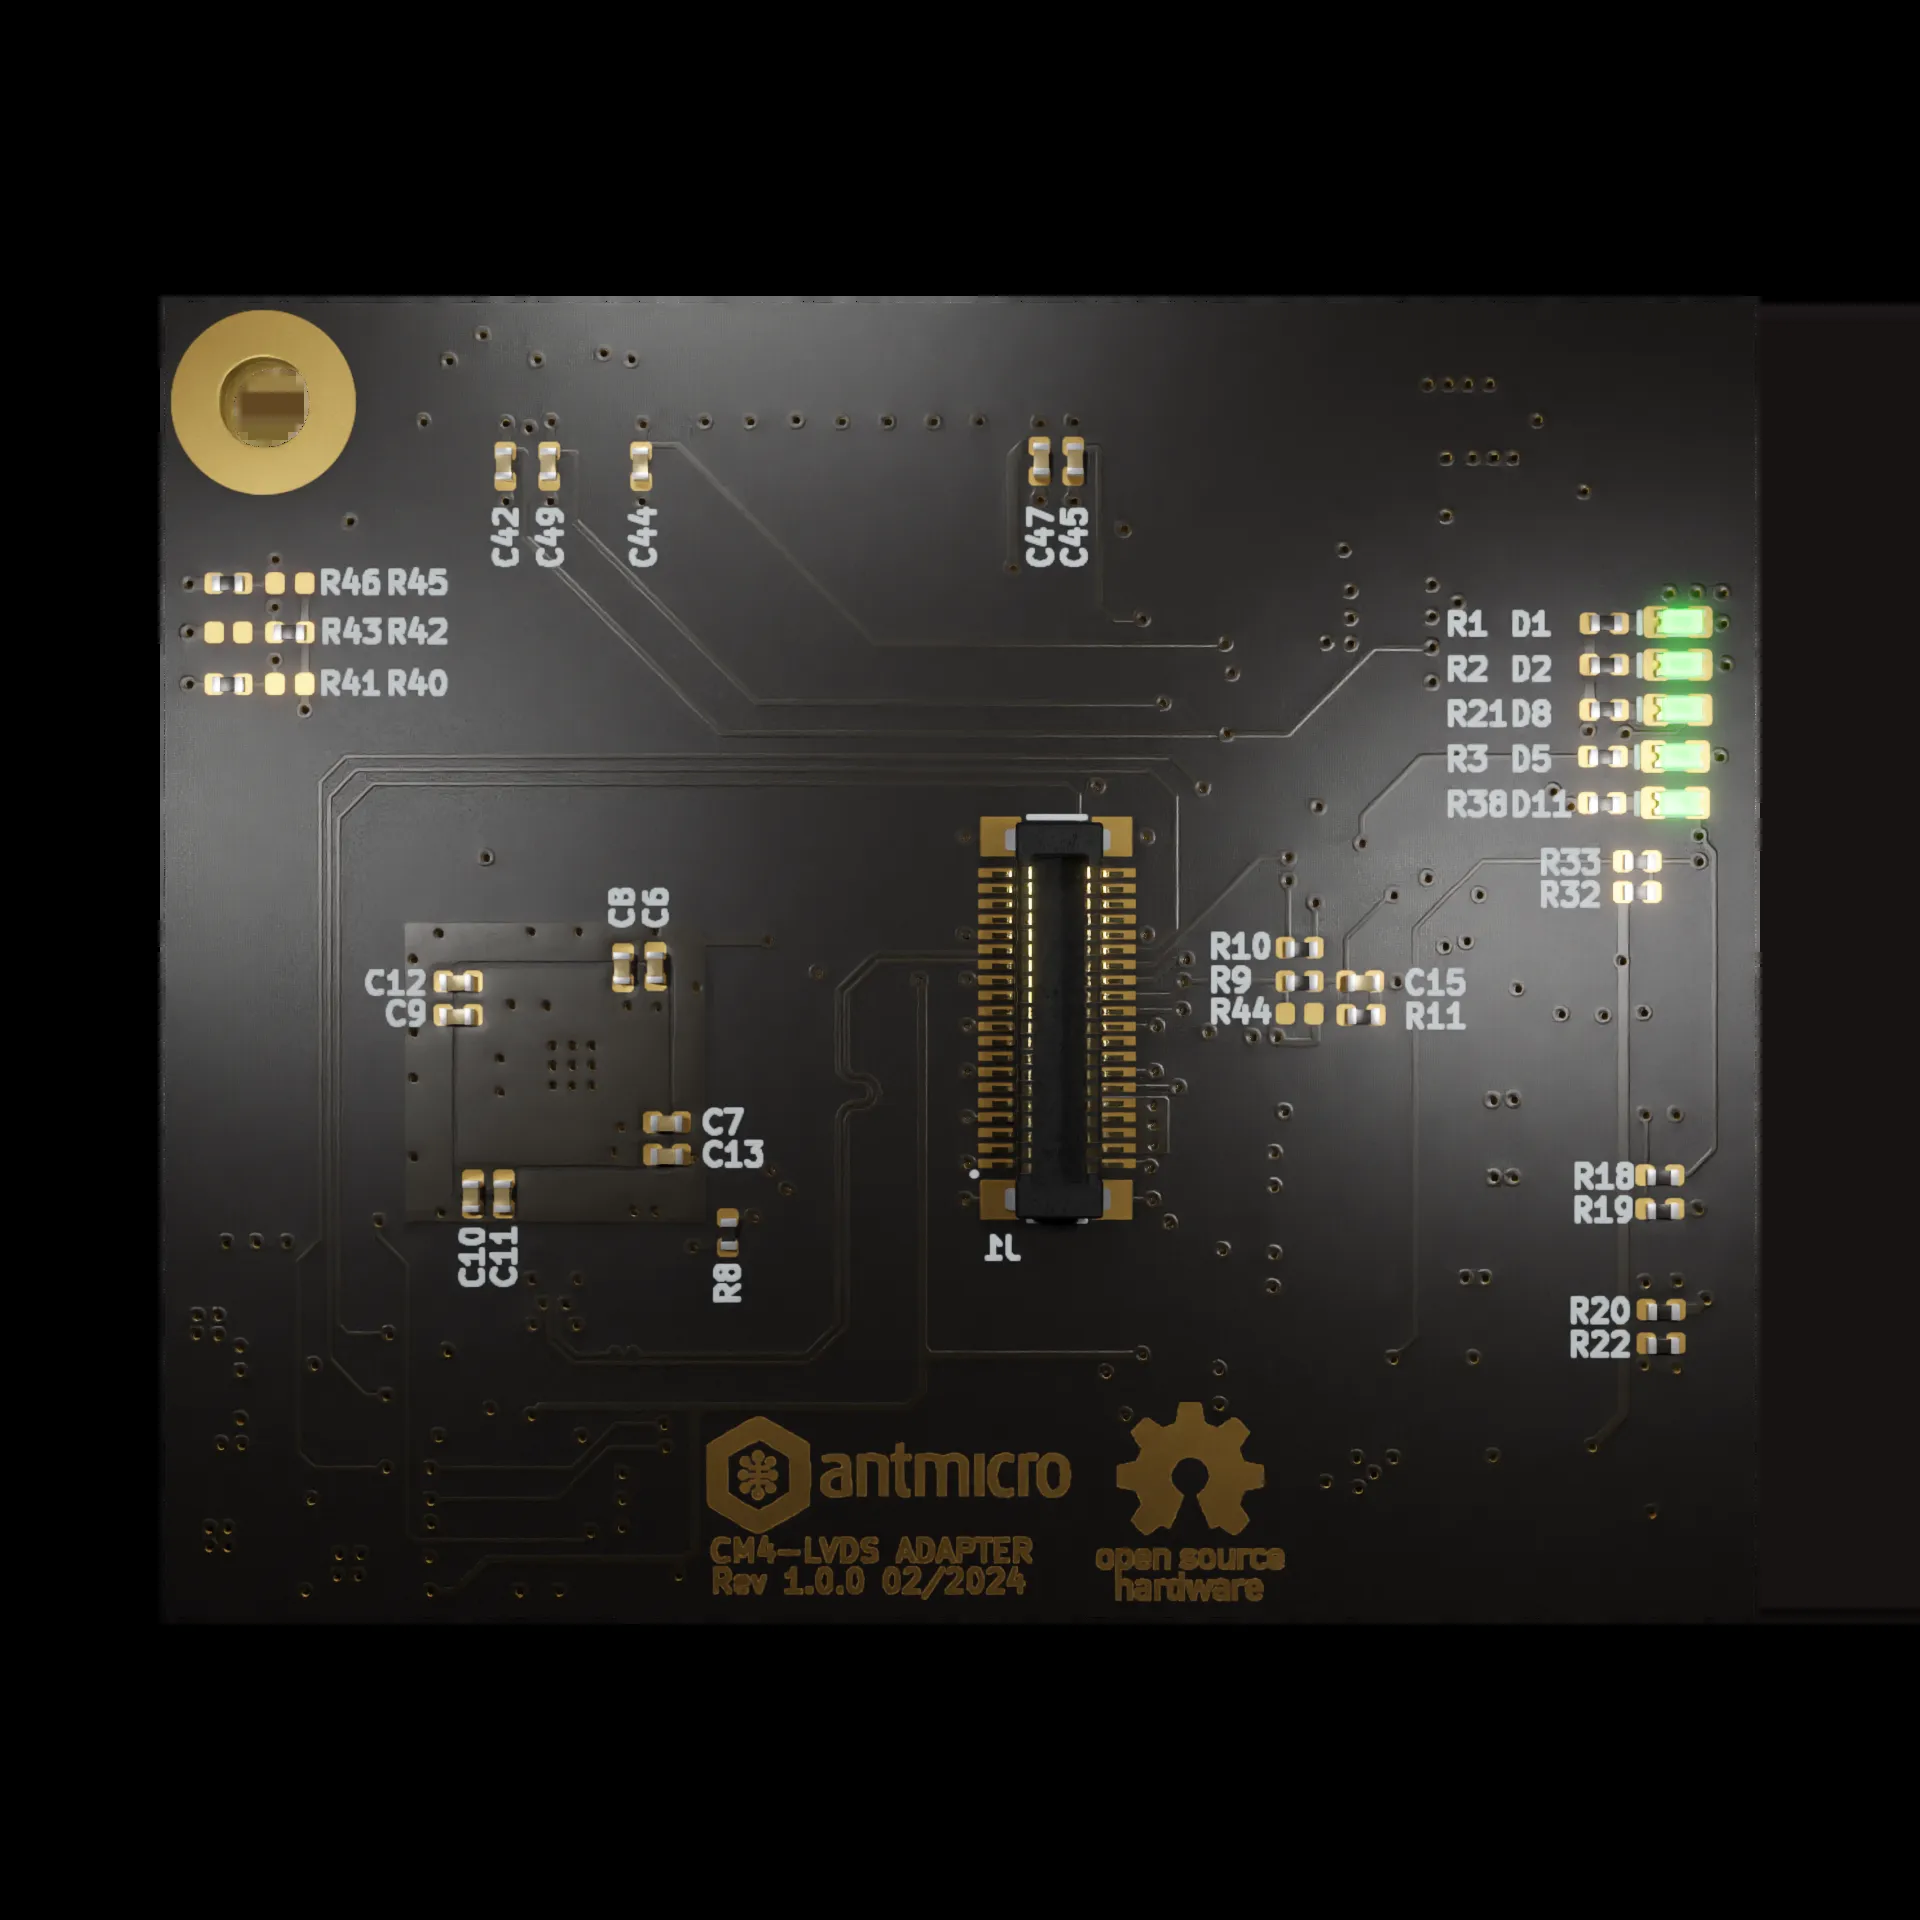 C42
C49
C44
C47
C45
R46 R45
R43 R42
R41 R40
R1 D1
R2 D2
R21 D8
R3 D5
R38 D11
R33
R32
C8
C6
C12
C9
R10
R9
R44
C15
R11
C7
C13
C10
C11
R8
J1
R18
R19
R20
R22
antmicro
CM4-LVDS ADAPTER
Rev 1.0.0 02/2024
open source
hardware